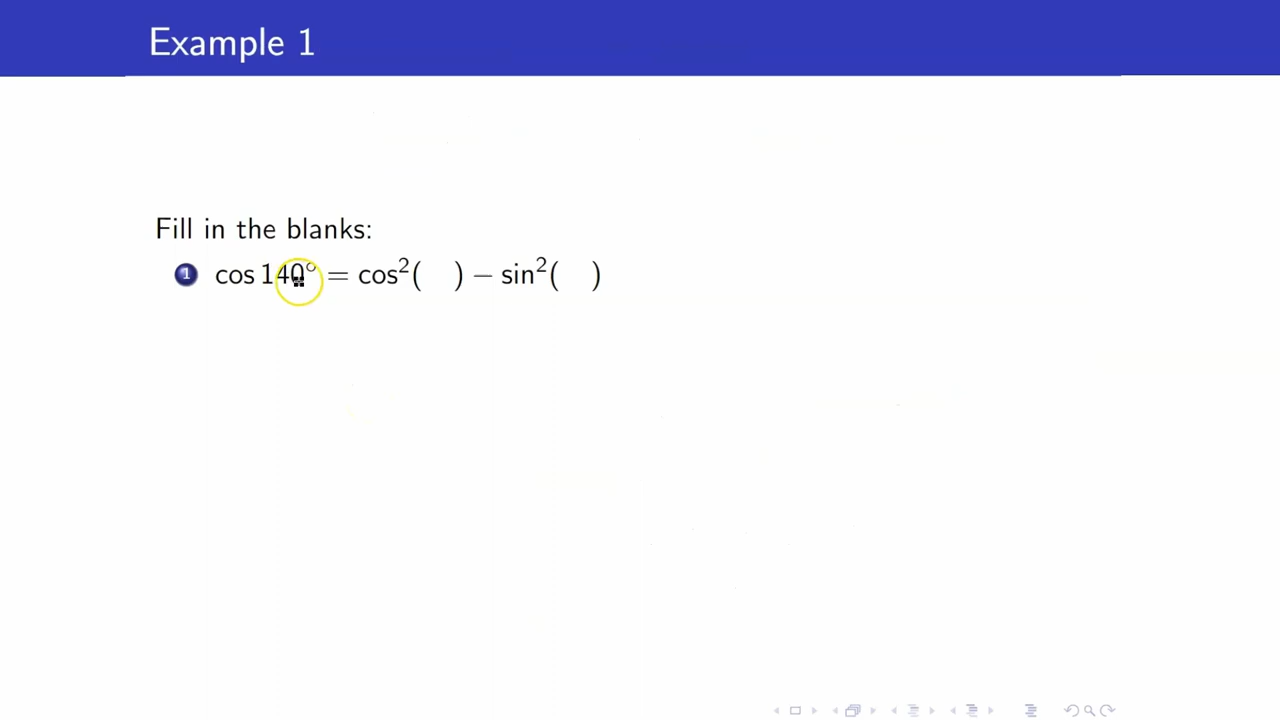 Example 1
Fill in the blanks:
1 cos 140° = cos²(  ) − sin²(  )